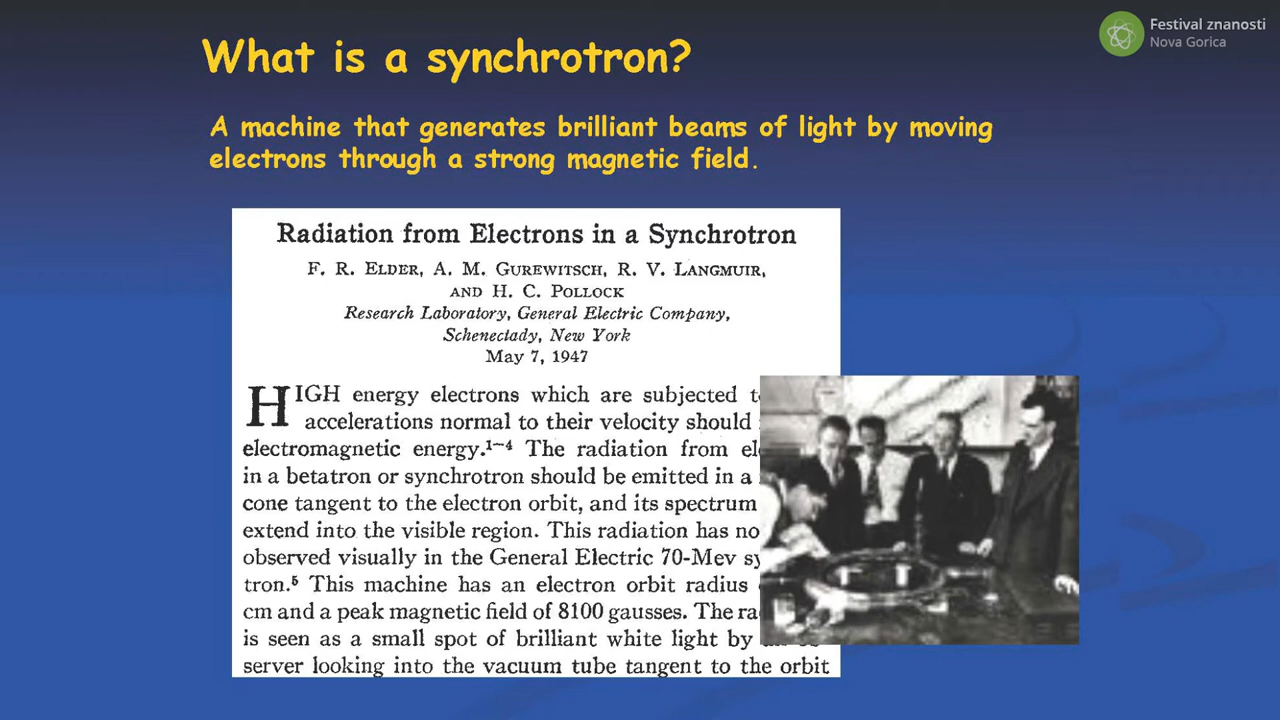 Festival znanosti
Nova Gorica
What is a synchrotron?
A machine that generates brilliant beams of light by moving
electrons through a strong magnetic field.
Radiation from Electrons in a Synchrotron
F. R. Elder, A. M. Gurewitsch, R. V. Langmuir,
and H. C. Pollock
Research Laboratory, General Electric Company,
Schenectady, New York
May 7, 1947
HIGH energy electrons which are subjected
accelerations normal to their velocity should
electromagnetic energy.1–4 The radiation from
in a betatron or synchrotron should be emitted in a
cone tangent to the electron orbit, and its spectrum
extend into the visible region. This radiation has
observed visually in the General Electric 70-Mev
tron.5 This machine has an electron orbit radius
cm and a peak magnetic field of 8100 gausses. The
is seen as a small spot of brilliant white light by
server looking into the vacuum tube tangent to the orbit